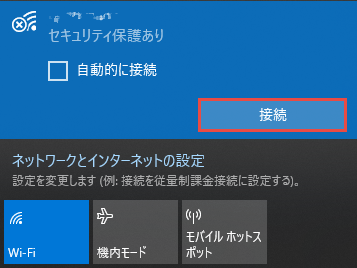 セキュリティ保護あり
自動的に接続
接続
ネットワークとインターネットの設定
設定を変更します (例: 接続を従量制課金接続に設定する)。
Wi-Fi
機内モード
モバイル ホットス
ポット